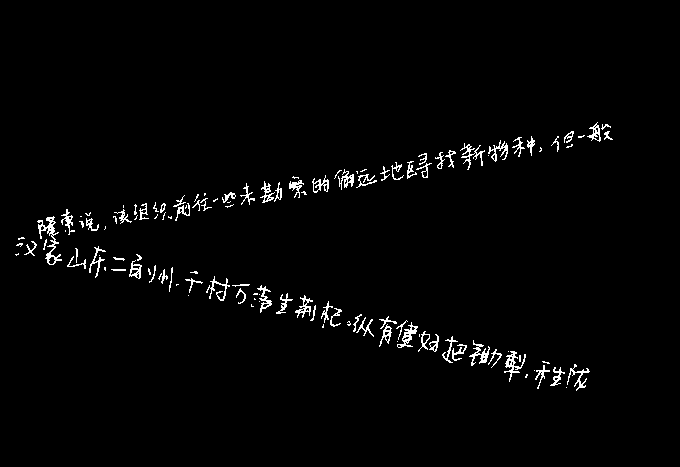 隆东说,该组织前往一些未勘察的偏远地区寻找新物种,但一般
汉家山东二百州.千村万落生荆杞。纵有健妇把锄犁,禾生陇